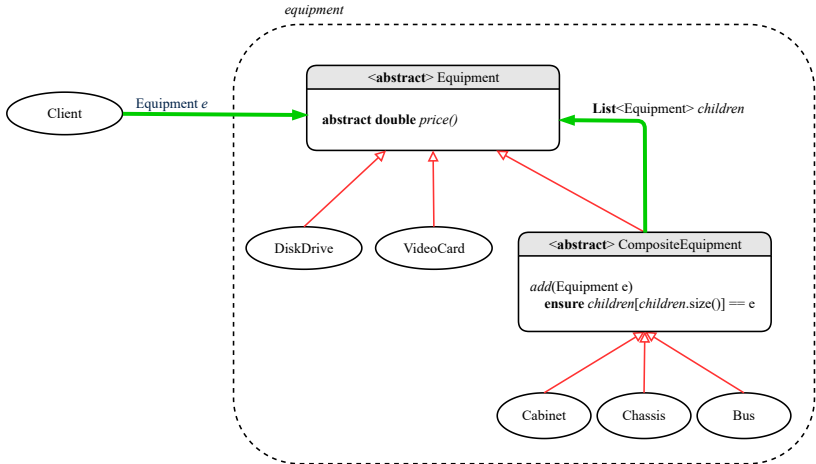 equipment
<abstract> Equipment
Equipment e
List<Equipment> children
Client
abstract double price()
DiskDrive
VideoCard
<abstract> CompositeEquipment
add(Equipment e)
ensure children[children.size()] == e
Cabinet
Chassis
Bus